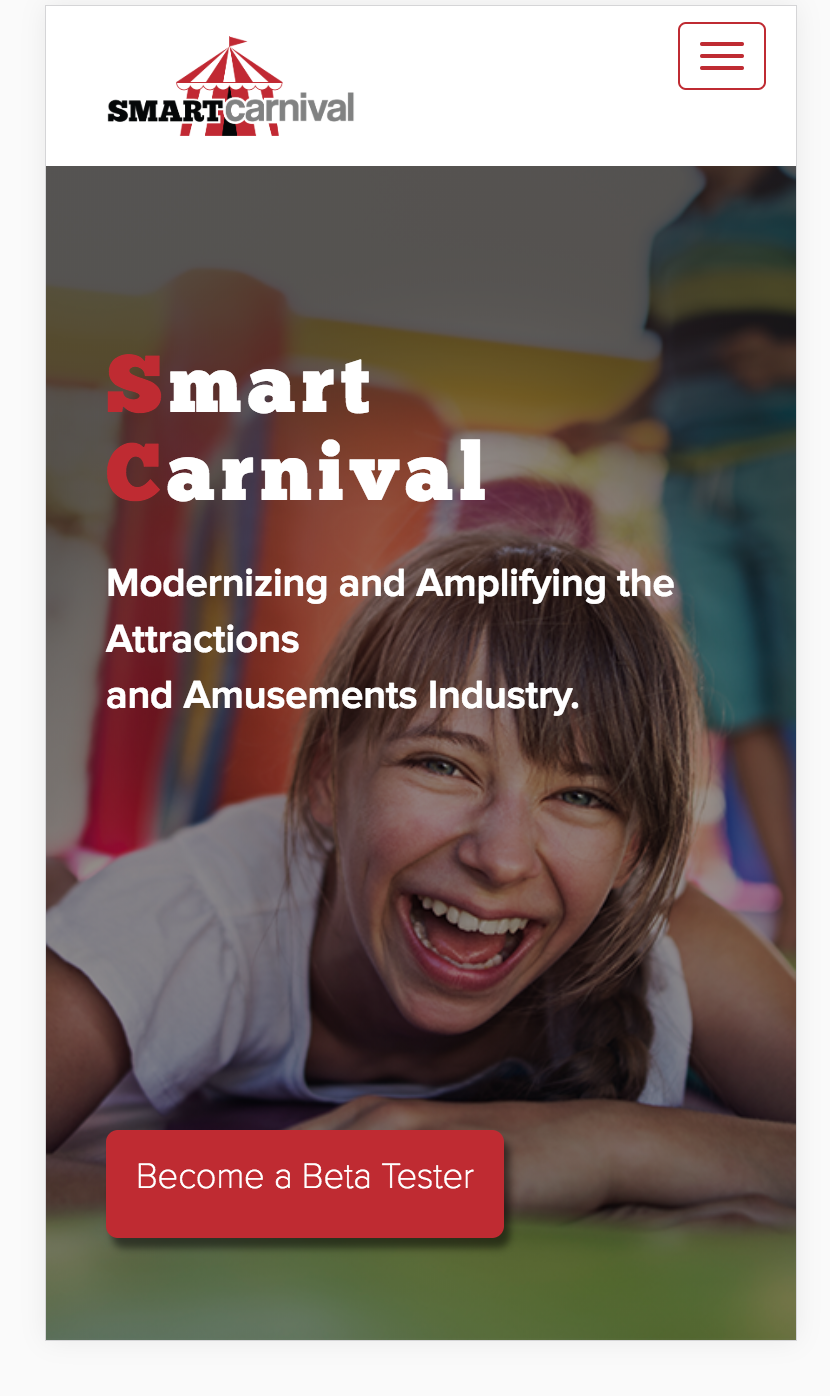 SMARTcarnival
Smart
Carnival
Modernizing and Amplifying the
Attractions
and Amusements Industry.
Become a Beta Tester